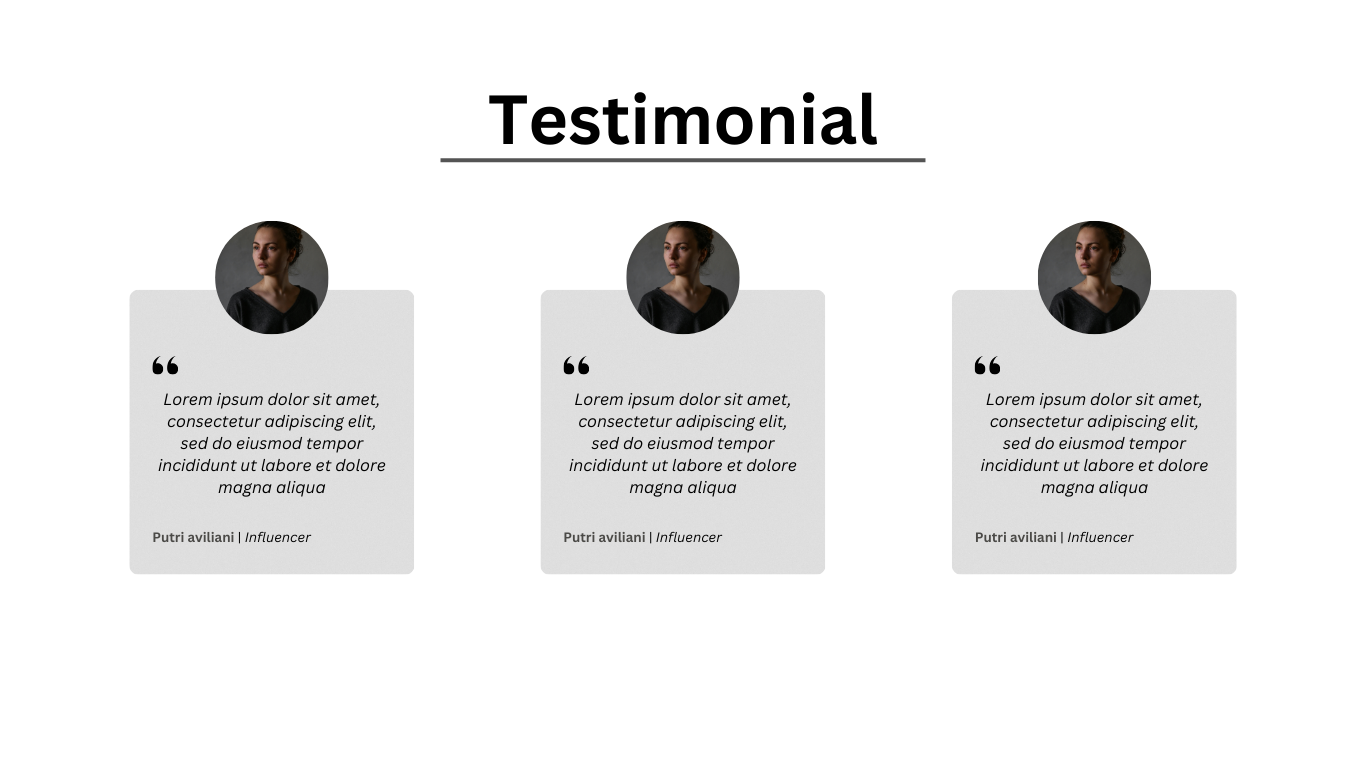 Testimonial
“
Lorem ipsum dolor sit amet,
consectetur adipiscing elit,
sed do eiusmod tempor
incididunt ut labore et dolore
magna aliqua
Putri aviliani | Influencer
“
Lorem ipsum dolor sit amet,
consectetur adipiscing elit,
sed do eiusmod tempor
incididunt ut labore et dolore
magna aliqua
Putri aviliani | Influencer
“
Lorem ipsum dolor sit amet,
consectetur adipiscing elit,
sed do eiusmod tempor
incididunt ut labore et dolore
magna aliqua
Putri aviliani | Influencer